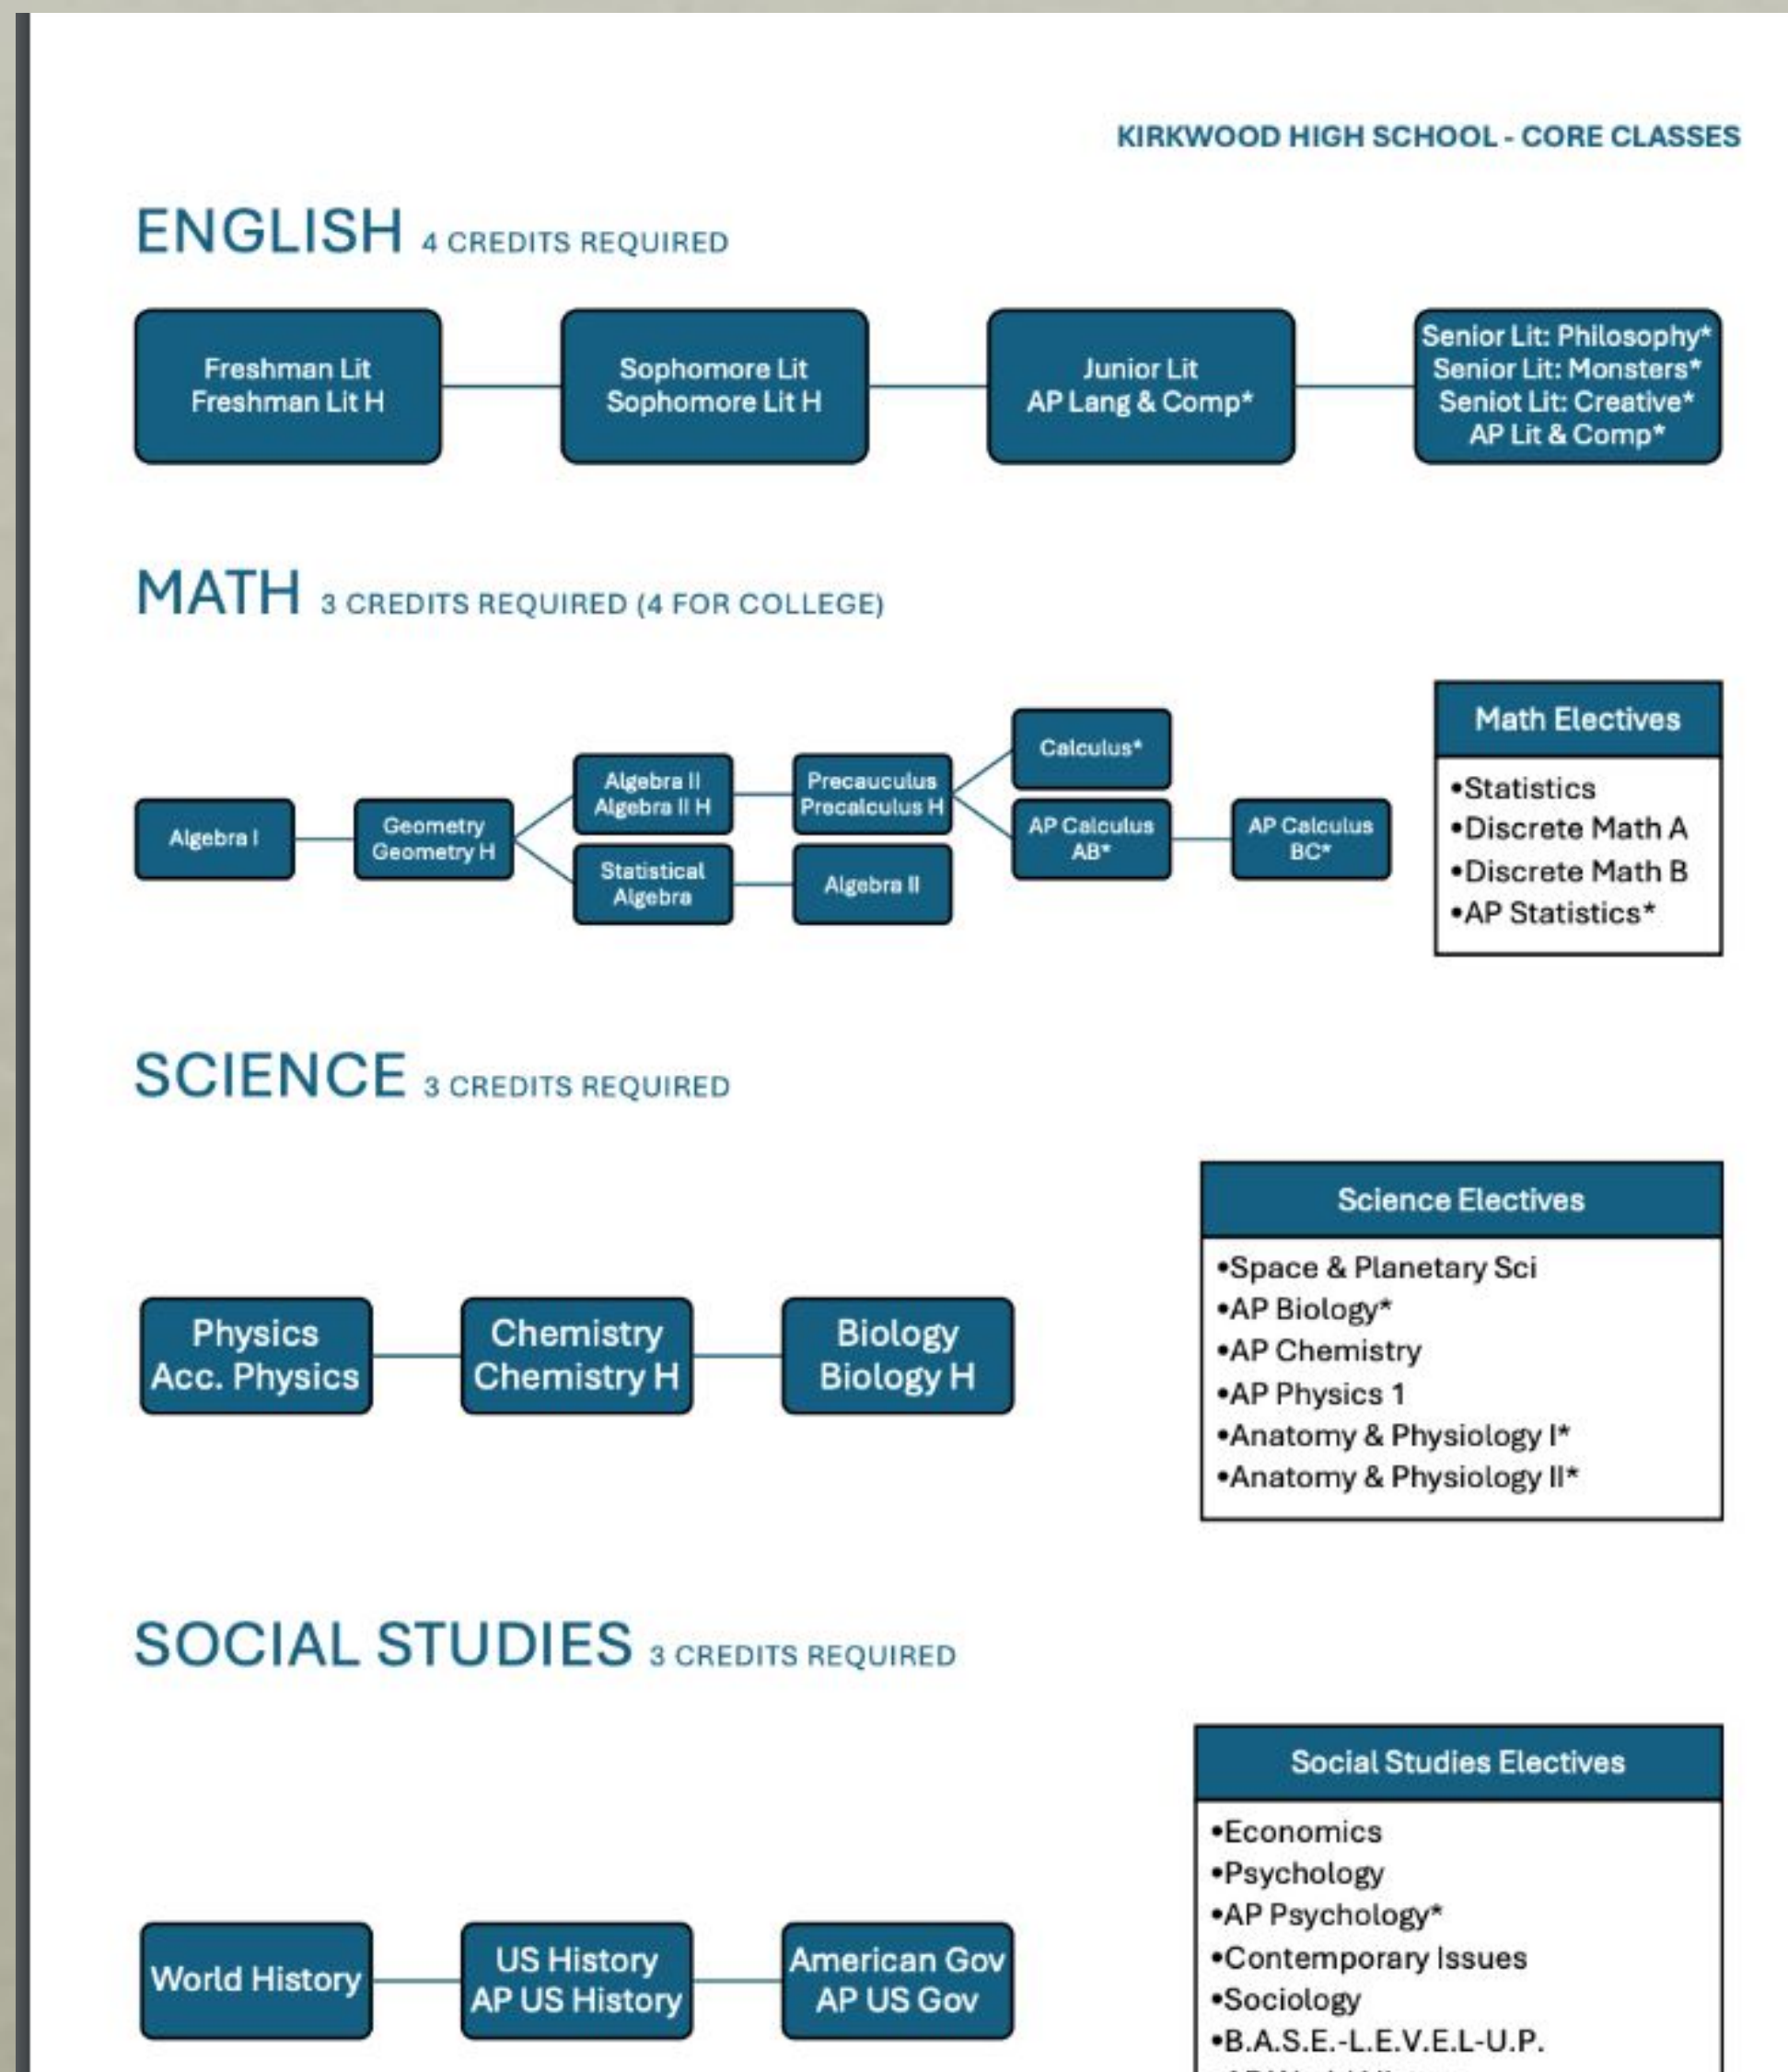 KIRKWOOD HIGH SCHOOL - CORE CLASSES
ENGLISH 4 CREDITS REQUIRED
Freshman Lit
Freshman Lit H
Sophomore Lit
Sophomore Lit H
Junior Lit
AP Lang & Comp*
Senior Lit: Philosophy*
Senior Lit: Monsters*
Seniot Lit: Creative*
AP Lit & Comp*
MATH 3 CREDITS REQUIRED (4 FOR COLLEGE)
Algebra I
Geometry
Geometry H
Algebra II
Algebra II H
Statistical
Algebra
Precauculus
Precalculus H
Algebra II
Calculus*
AP Calculus
AB*
AP Calculus
BC*
Math Electives
•Statistics
•Discrete Math A
•Discrete Math B
•AP Statistics*
SCIENCE 3 CREDITS REQUIRED
Physics
Acc. Physics
Chemistry
Chemistry H
Biology
Biology H
Science Electives
•Space & Planetary Sci
•AP Biology*
•AP Chemistry
•AP Physics 1
•Anatomy & Physiology I*
•Anatomy & Physiology II*
SOCIAL STUDIES 3 CREDITS REQUIRED
World History
US History
AP US History
American Gov
AP US Gov
Social Studies Electives
•Economics
•Psychology
•AP Psychology*
•Contemporary Issues
•Sociology
•B.A.S.E.-L.E.V.E.L-U.P.